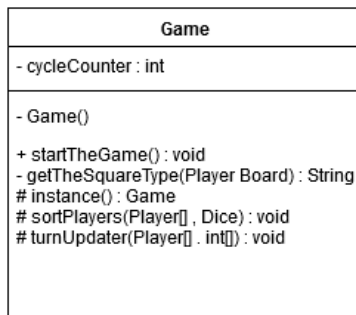 Game
- cycleCounter : int
- Game()
+ startTheGame() : void
- getTheSquareType(Player Board) : String
# instance() : Game
# sortPlayers(Player[] , Dice) : void
# turnUpdater(Player[] . int[]) : void